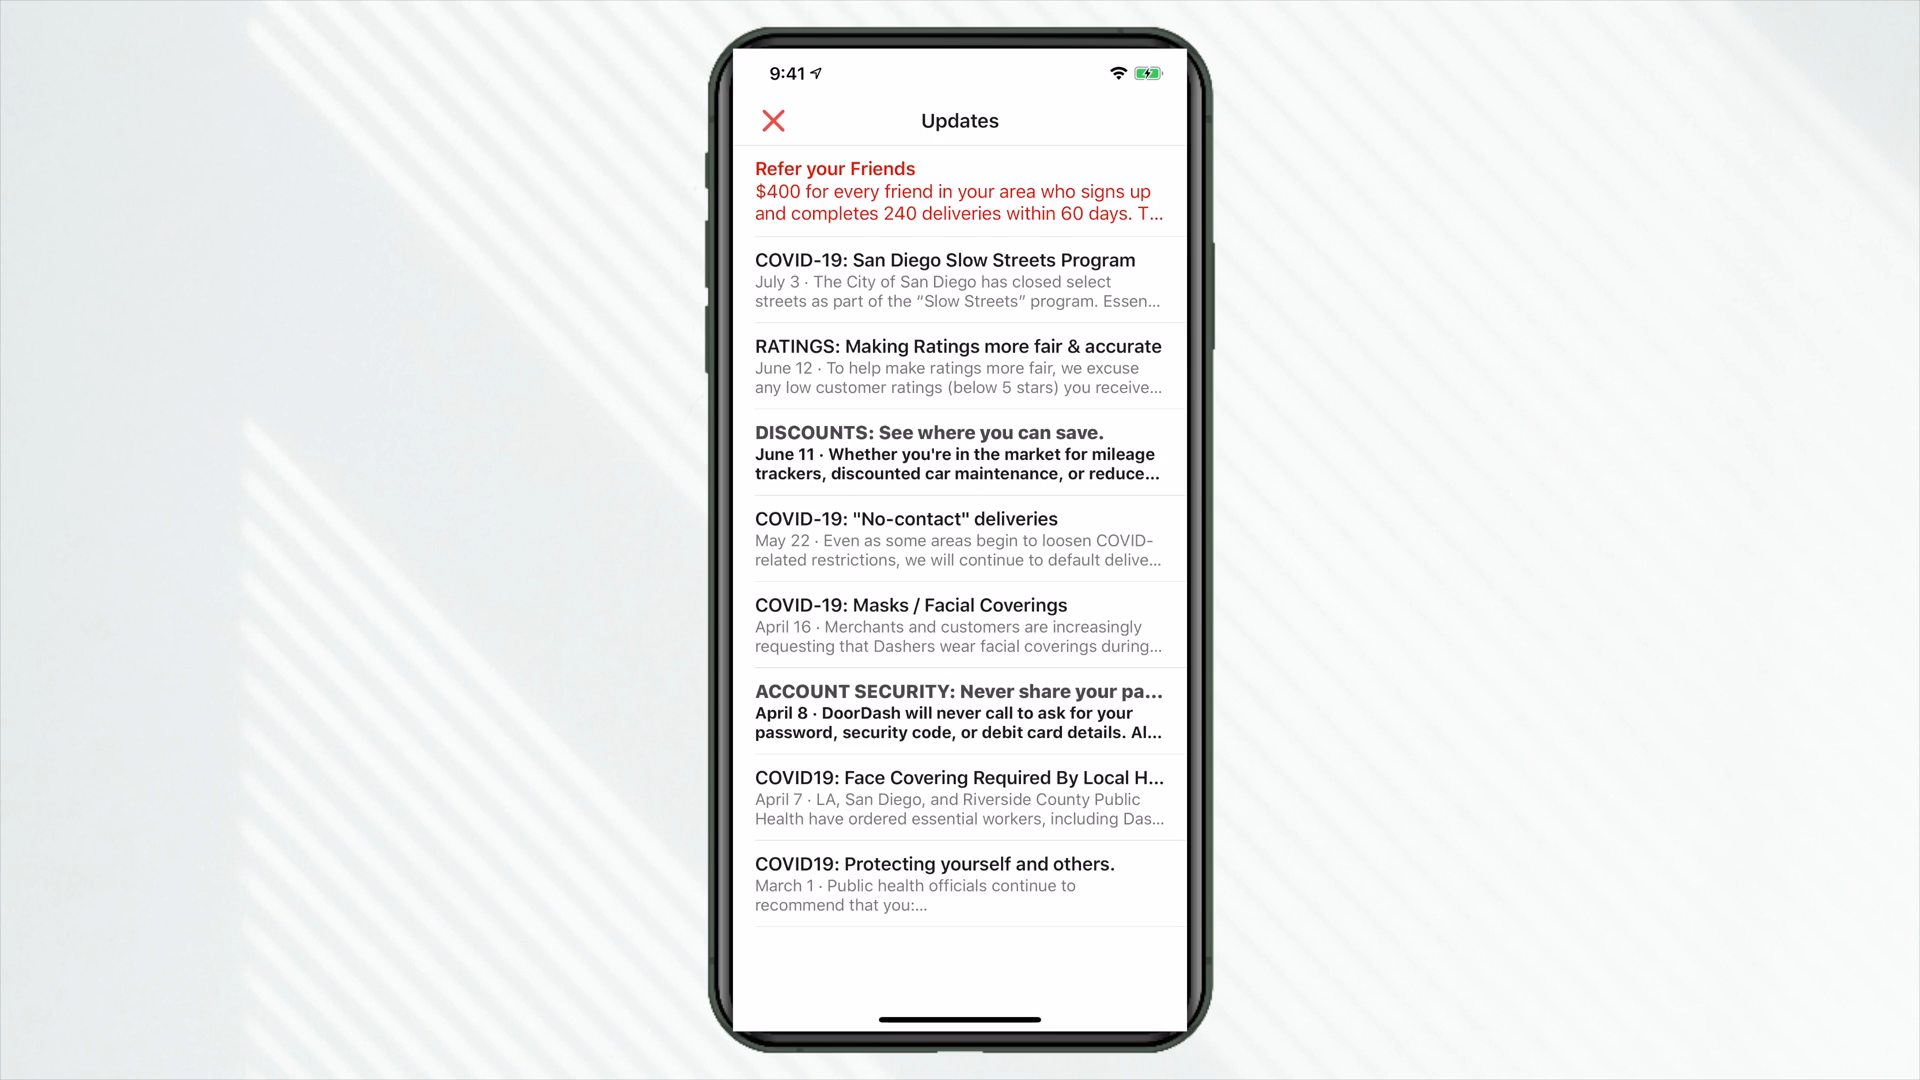 9:41
Updates
Refer your Friends
$400 for every friend in your area who signs up
and completes 240 deliveries within 60 days. T...
COVID-19: San Diego Slow Streets Program
July 3 · The City of San Diego has closed select
streets as part of the “Slow Streets” program. Essen...
RATINGS: Making Ratings more fair & accurate
June 12 · To help make ratings more fair, we excuse
any low customer ratings (below 5 stars) you receive...
DISCOUNTS: See where you can save.
June 11 · Whether you're in the market for mileage
trackers, discounted car maintenance, or reduce...
COVID-19: "No-contact" deliveries
May 22 · Even as some areas begin to loosen COVID-
related restrictions, we will continue to default delive...
COVID-19: Masks / Facial Coverings
April 16 · Merchants and customers are increasingly
requesting that Dashers wear facial coverings during...
ACCOUNT SECURITY: Never share your pa...
April 8 · DoorDash will never call to ask for your
password, security code, or debit card details. Al...
COVID19: Face Covering Required By Local H...
April 7 · LA, San Diego, and Riverside County Public
Health have ordered essential workers, including Das...
COVID19: Protecting yourself and others.
March 1 · Public health officials continue to
recommend that you:...